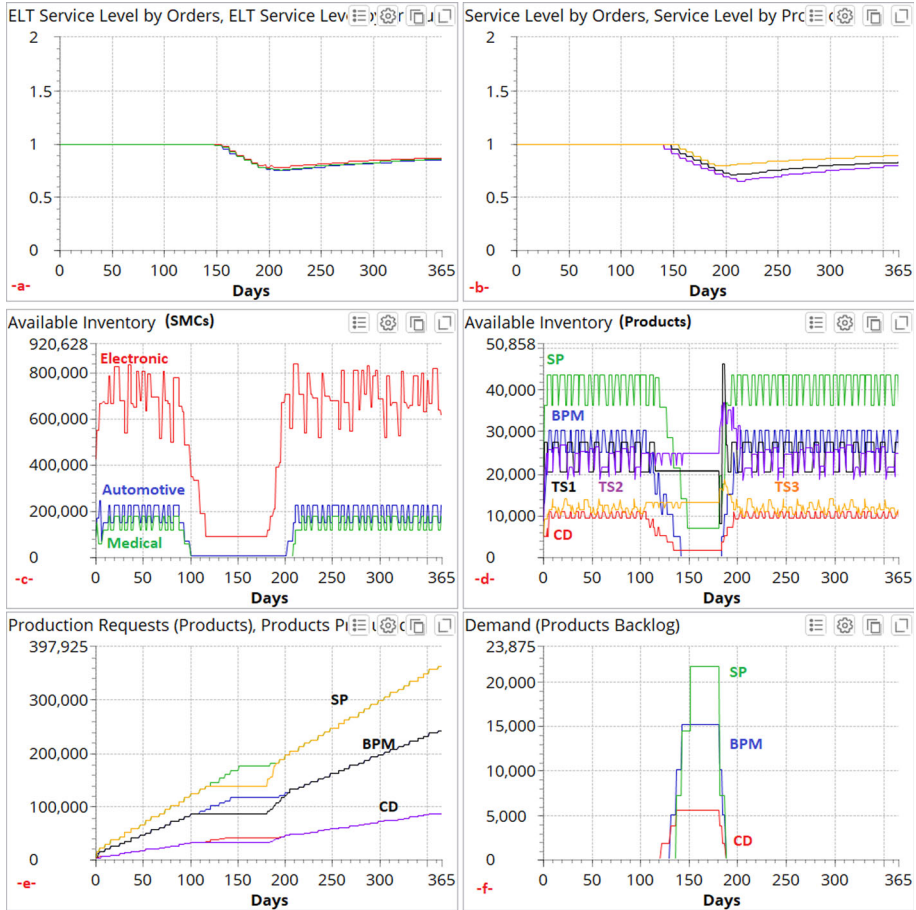 ELT Service Level by Orders, ELT Service Level by
Service Level by Orders, Service Level by
2
1.5
1
0.5
0
0 50 100 150 200 250 300 365
-a-
Days
2
1.5
1
0.5
0
0 50 100 150 200 250 300 365
-b-
Days
Available Inventory (SMCs)
920,628
800,000
600,000
400,000
200,000
0
Electronic
Automotive
Medical
0 50 100 150 200 250 300 365
-c-
Days
Available Inventory (Products)
50,858
40,000
30,000
20,000
10,000
0
SP
BPM
TS1 TS2 TS3
CD
0 50 100 150 200 250 300 365
-d-
Days
Production Requests (Products), Products
397,925
300,000
200,000
100,000
0
SP
BPM
CD
0 50 100 150 200 250 300 365
-e-
Days
Demand (Products Backlog)
23,875
20,000
15,000
10,000
5,000
0
SP
BPM
CD
0 50 100 150 200 250 300 365
-f-
Days